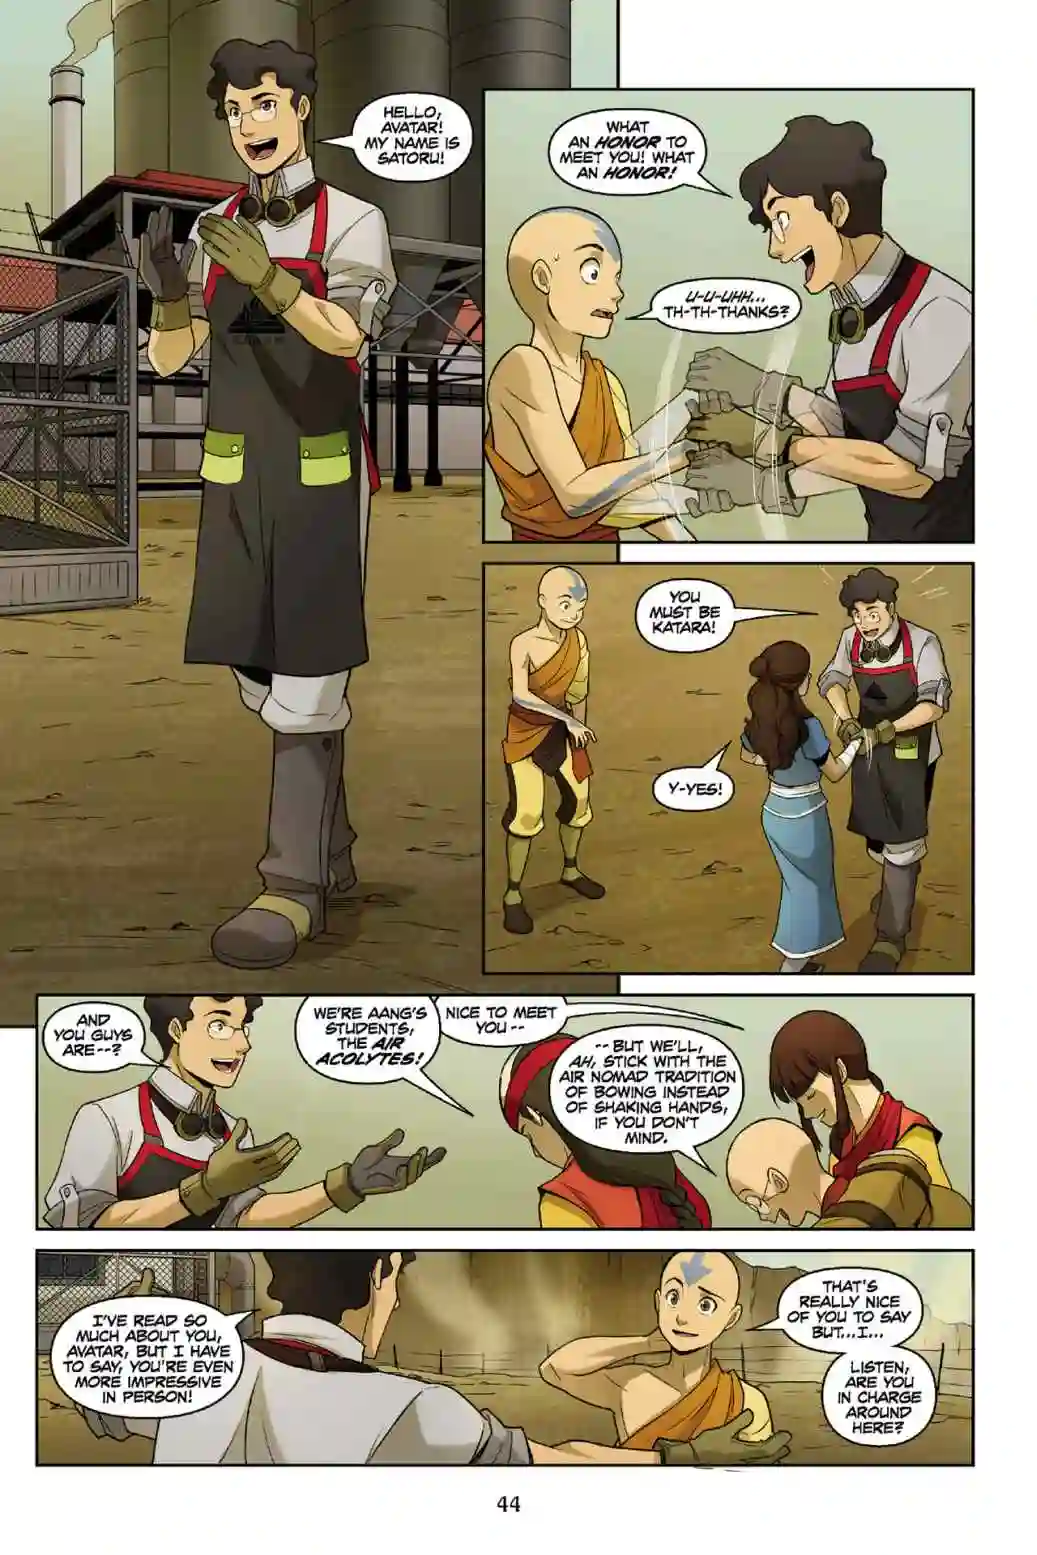 HELLO,
AVATAR!
MY NAME IS
SATORU!
WHAT
AN HONOR TO
MEET YOU! WHAT
AN HONOR!
U-U-UHH...
TH-TH-THANKS?
YOU
MUST BE
KATARA!
Y-YES!
AND
YOU GUYS
ARE--?
WE'RE AANG'S
STUDENTS,
THE AIR
ACOLYTES!
NICE TO MEET
YOU --
-- BUT WE'LL,
AH, STICK WITH THE
AIR NOMAD TRADITION
OF BOWING INSTEAD
OF SHAKING HANDS,
IF YOU DON'T
MIND.
I'VE READ SO
MUCH ABOUT YOU,
AVATAR, BUT I HAVE
TO SAY, YOU'RE EVEN
MORE IMPRESSIVE
IN PERSON!
THAT'S
REALLY NICE
OF YOU TO SAY
BUT...I...
LISTEN,
ARE YOU
IN CHARGE
AROUND
HERE?
44